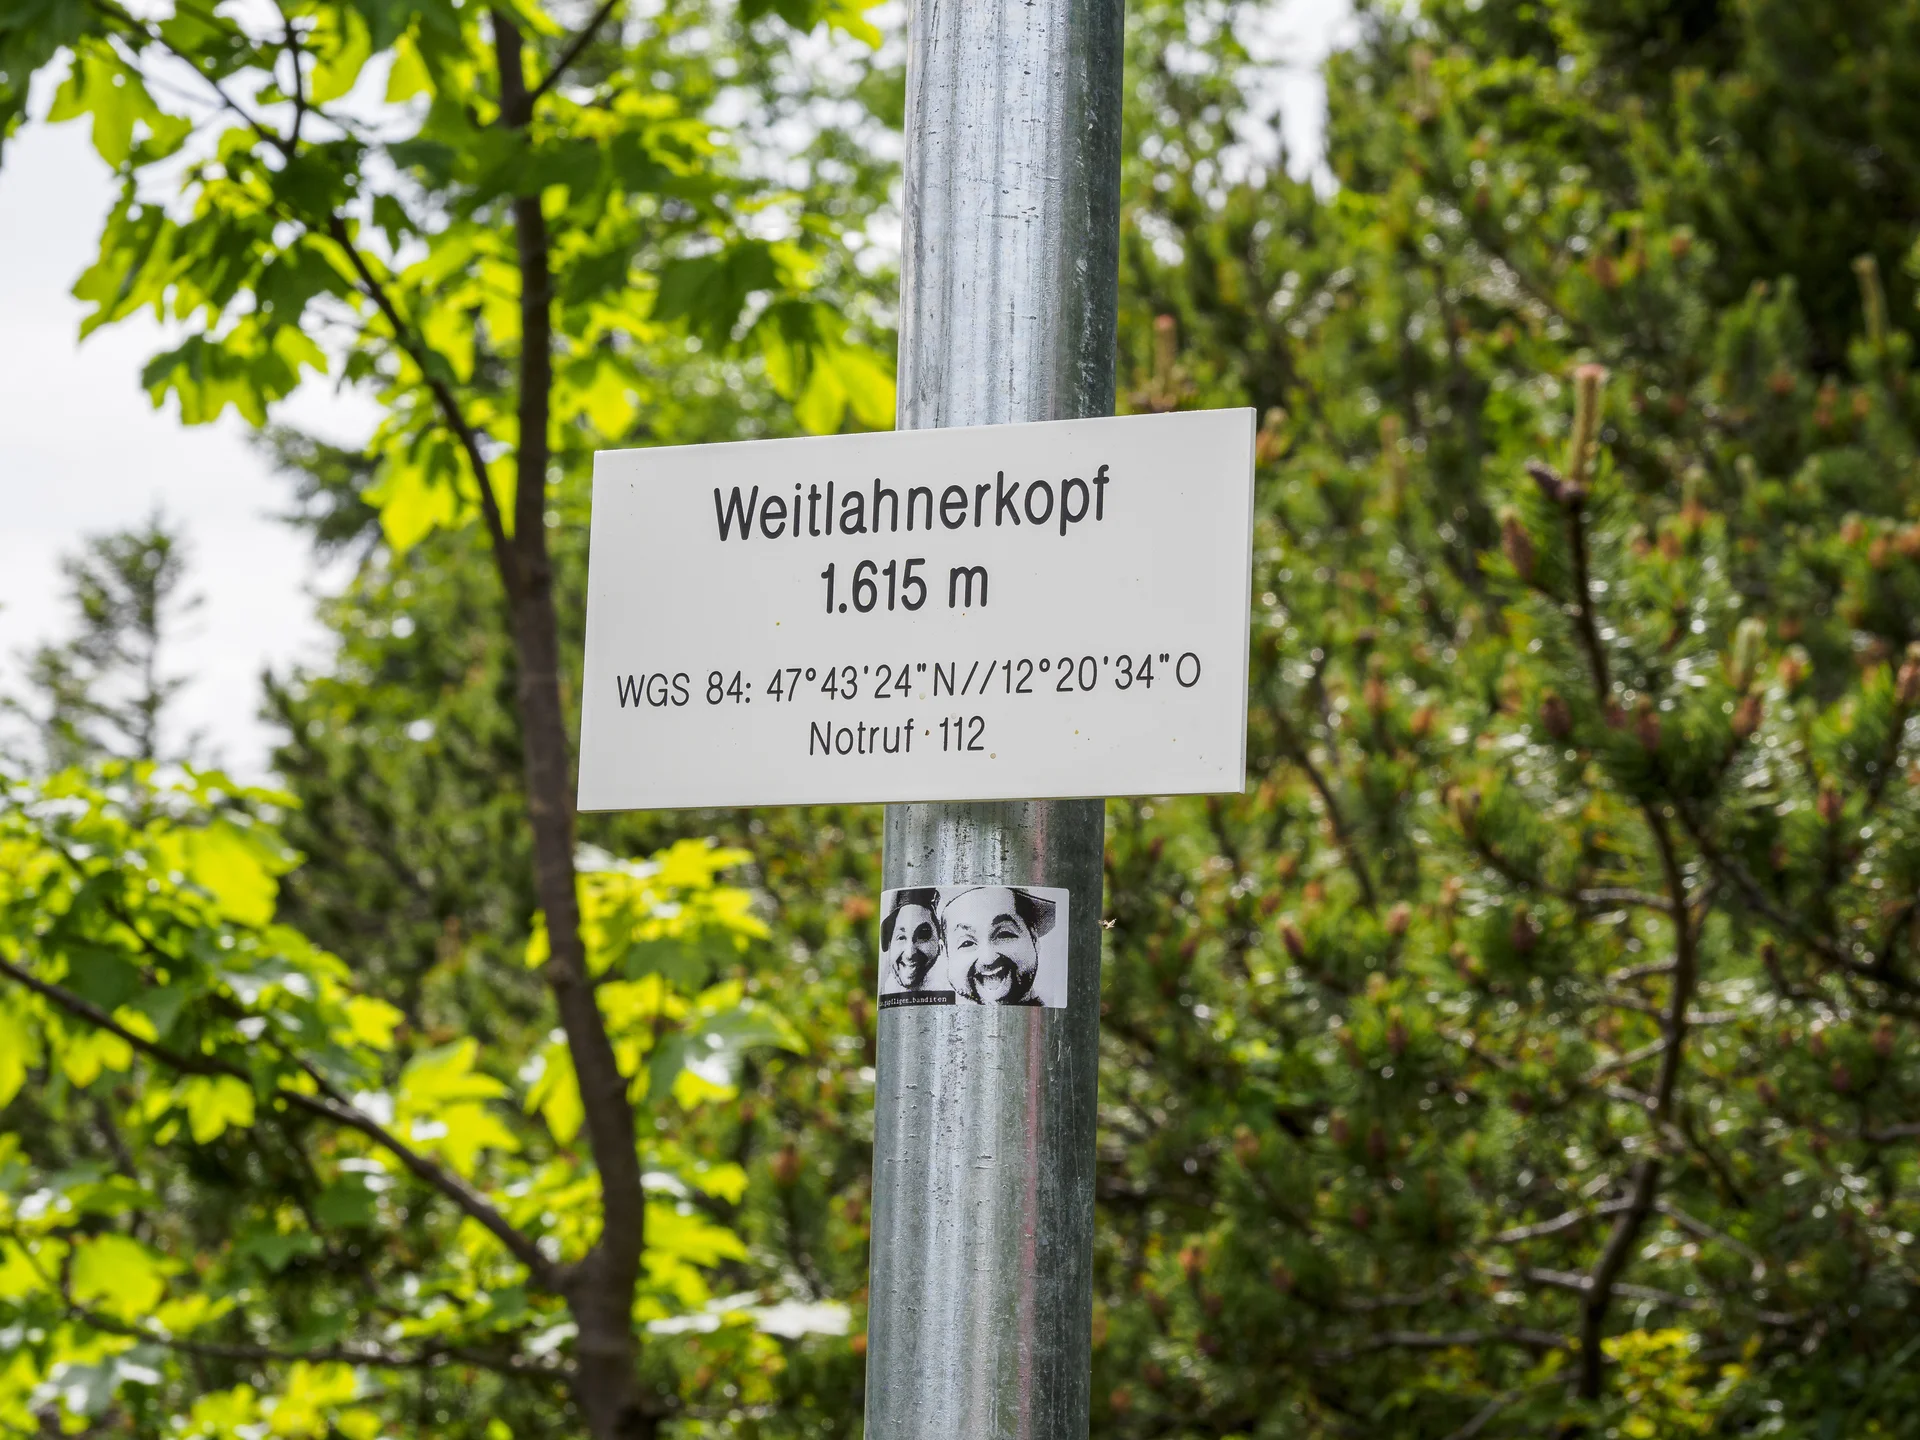 Weitlahnerkopf
1.615 m
WGS 84: 47°43'24"N//12°20'34"O
Notruf 112